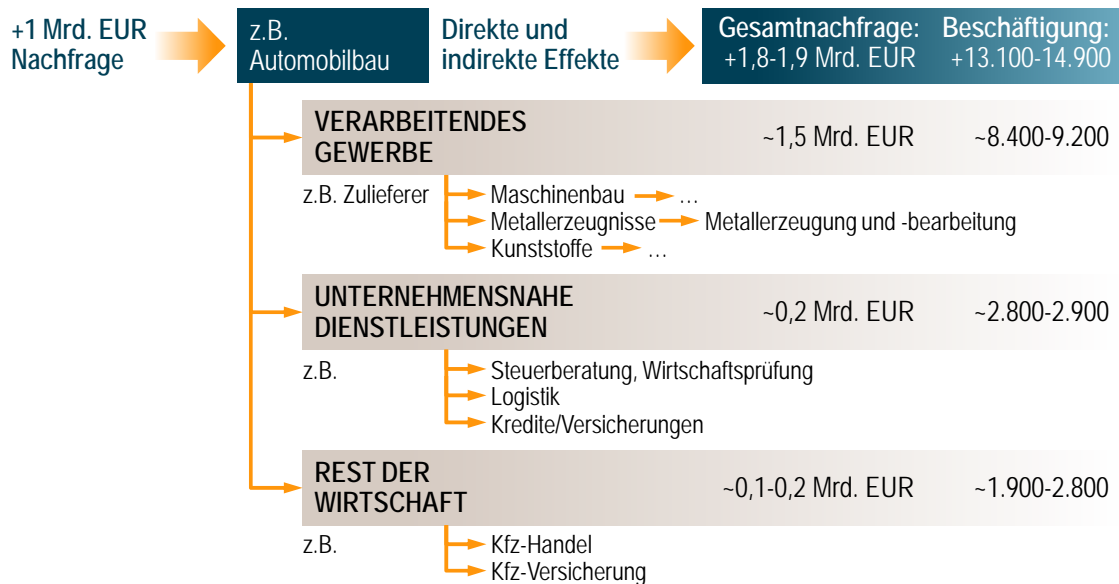 +1 Mrd. EUR
Nachfrage
z.B.
Automobilbau
Direkte und
indirekte Effekte
Gesamtnachfrage: Beschäftigung:
+1,8-1,9 Mrd. EUR +13.100-14.900
VERARBEITENDES
GEWERBE
~1,5 Mrd. EUR ~8.400-9.200
z.B. Zulieferer
Maschinenbau ...
Metallerzeugnisse Metallerzeugung und -bearbeitung
Kunststoffe ...
UNTERNEHMENSNAHE
DIENSTLEISTUNGEN
~0,2 Mrd. EUR ~2.800-2.900
z.B.
Steuerberatung, Wirtschaftsprüfung
Logistik
Kredite/Versicherungen
REST DER
WIRTSCHAFT
~0,1-0,2 Mrd. EUR ~1.900-2.800
z.B.
Kfz-Handel
Kfz-Versicherung